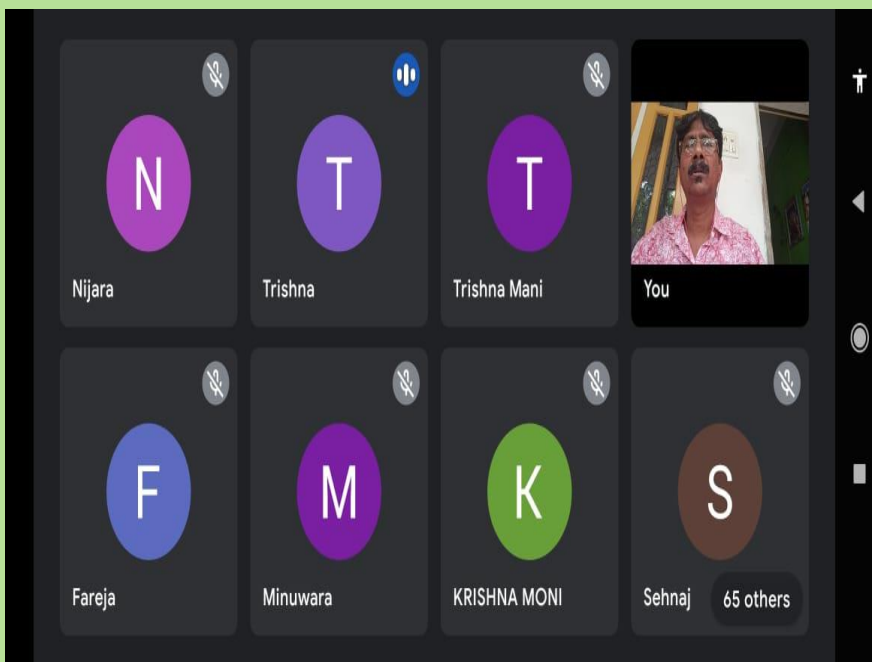 N
T
T
Nijara
Trishna
Trishna Mani
You
F
M
K
S
Fareja
Minuwara
KRISHNA MONI
Sehnaj
65 others